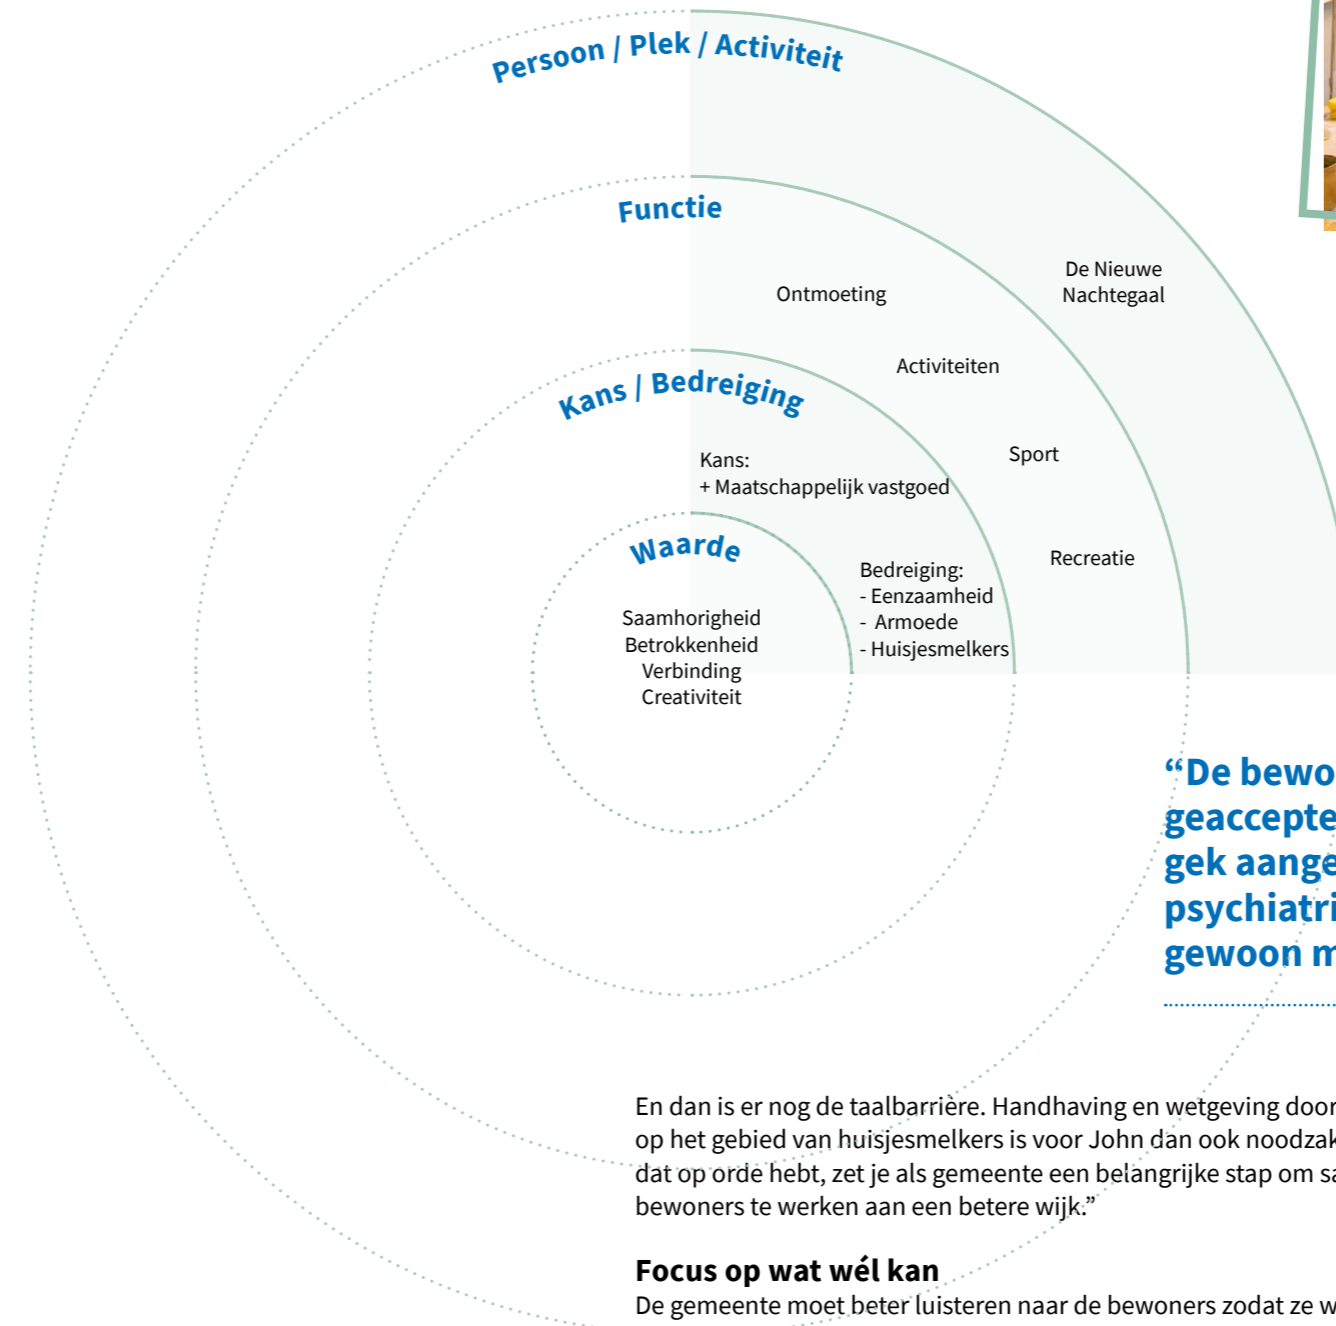 Persoon / Plek / Activiteit
Functie
De Nieuwe
Nachtegaal
Ontmoeting
Activiteiten
Kans / Bedreiging
Sport
Kans:
+ Maatschappelijk vastgoed
Waarde
Recreatie
Bedreiging:
- Eenzaamheid
- Armoede
- Huisjesmelkers
Saamhorigheid
Betrokkenheid
Verbinding
Creativiteit
“De bewo
geaccepte
gek aange
psychiatri
gewoon m
En dan is er nog de taalbarrière. Handhaving en wetgeving door
op het gebied van huisjesmelkers is voor John dan ook noodzak
dat op orde hebt, zet je als gemeente een belangrijke stap om sa
bewoners te werken aan een betere wijk.”
Focus op wat wél kan
De gemeente moet beter luisteren naar de bewoners zodat ze w